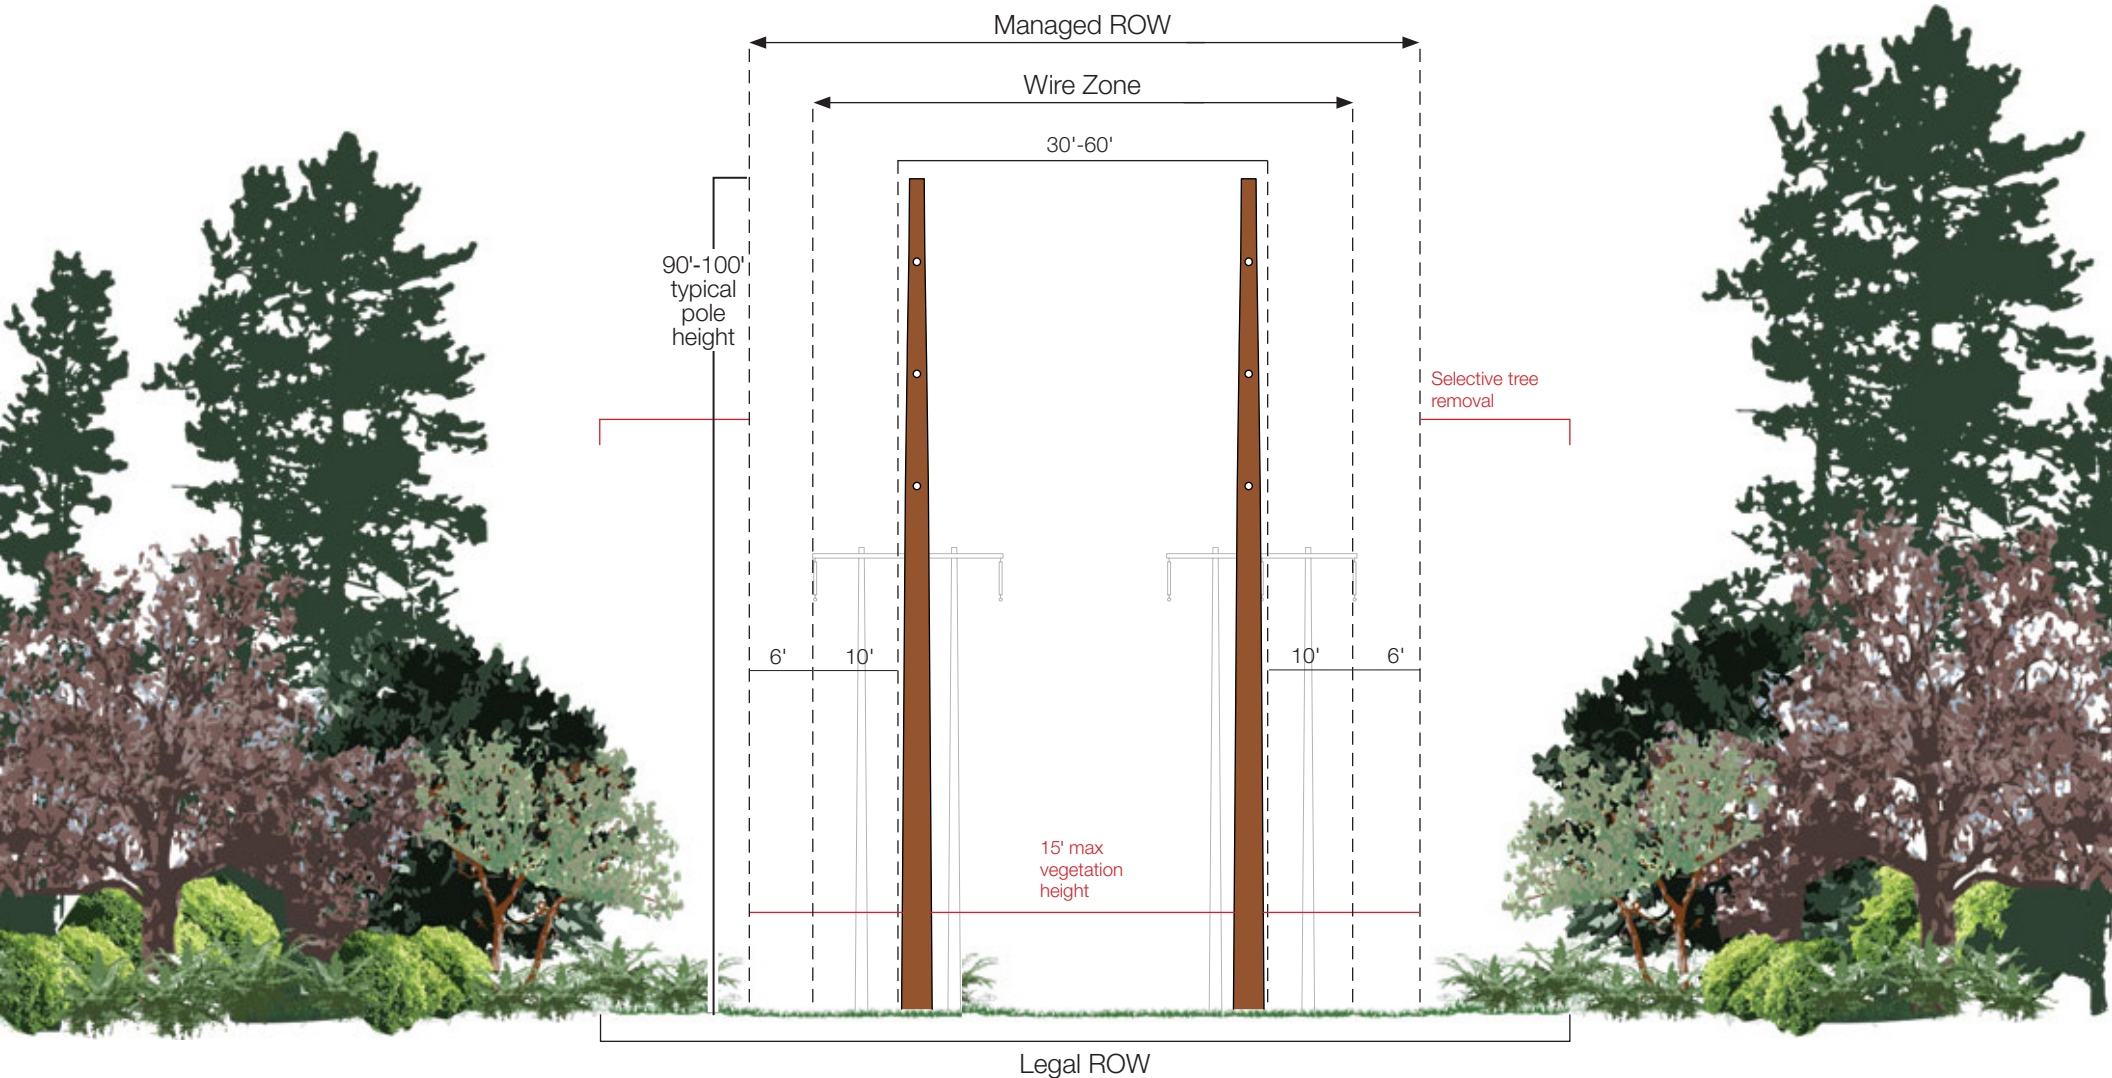 Managed ROW
Wire Zone
30'-60'
90'-100'
typical
pole
height
Selective tree
removal
6'
10'
10'
6'
15' max
vegetation
height
Legal ROW